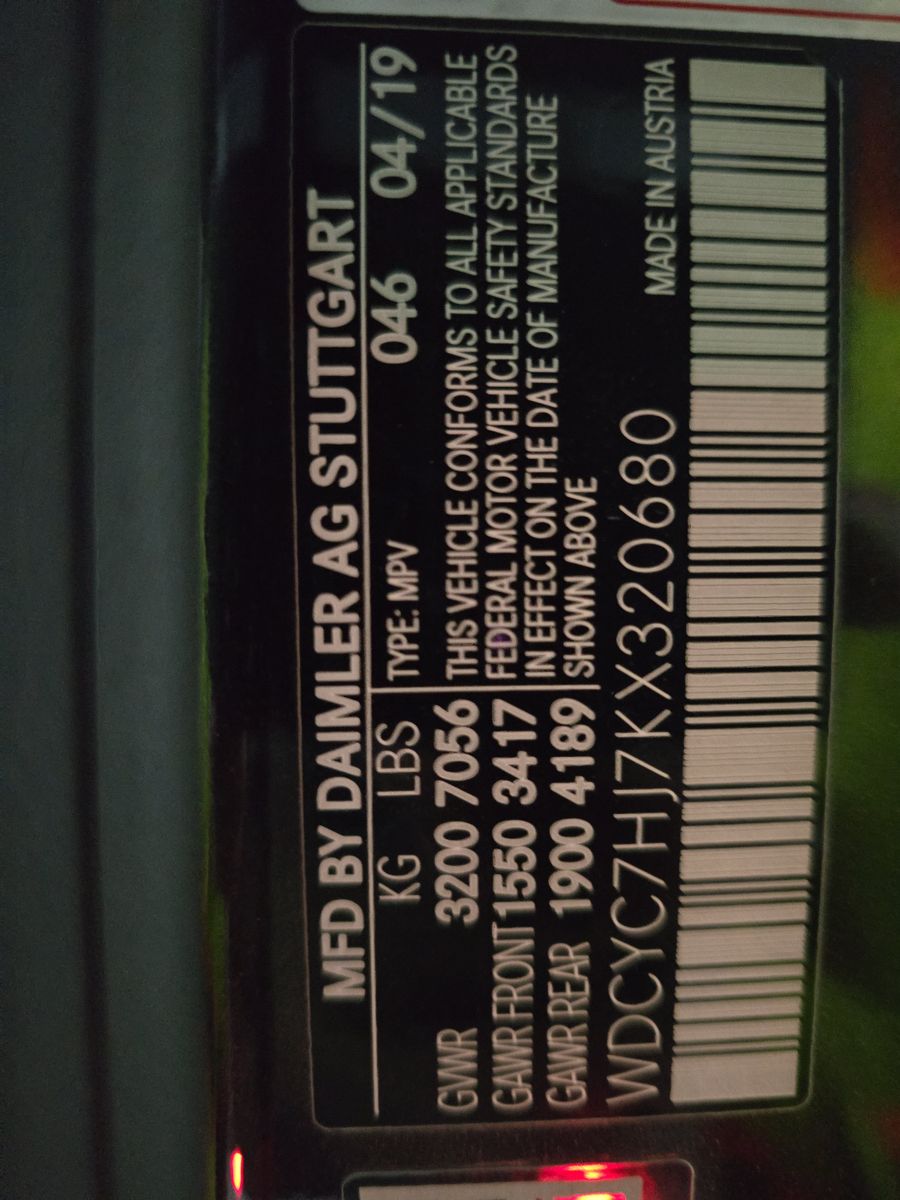 MFD BY DAIMLER AG STUTTGART
KG LBS
GVWR 3200 7056
GAWR FRONT 1550 3417
GAWR REAR 1900 4189
TYPE: MPV 046 04/19
THIS VEHICLE CONFORMS TO ALL APPLICABLE
FEDERAL MOTOR VEHICLE SAFETY STANDARDS
IN EFFECT ON THE DATE OF MANUFACTURE
SHOWN ABOVE
WDCYC7HJ7KX320680
MADE IN AUSTRIA